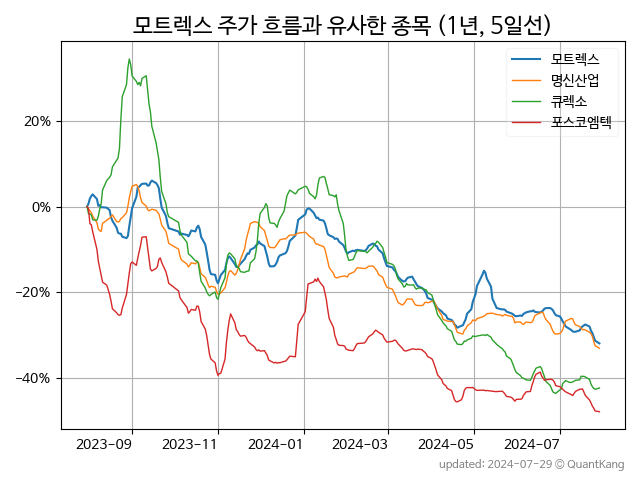 모트렉스 주가 흐름과 유사한 종목 (1년, 5일선)
모트렉스
명신산업
큐렉소
포스코엠텍
20%
0%
−20%
−40%
2023−09
2023−11
2024−01
2024−03
2024−05
2024−07
updated: 2024-07-29 © QuantKang